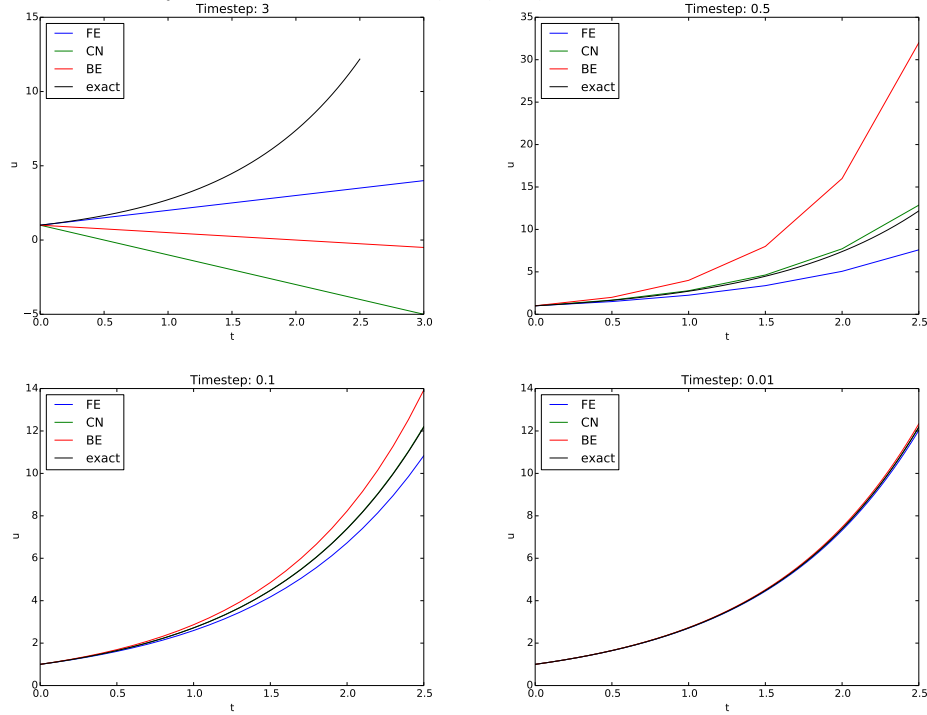 Timestep: 3
15
10
5
0
−5
u
0.0 0.5 1.0 1.5 2.0 2.5 3.0
t
FE
CN
BE
exact
Timestep: 0.5
35
30
25
20
15
10
5
0
u
0.0 0.5 1.0 1.5 2.0 2.5
t
FE
CN
BE
exact
Timestep: 0.1
14
12
10
8
6
4
2
0
u
0.0 0.5 1.0 1.5 2.0 2.5
t
FE
CN
BE
exact
Timestep: 0.01
14
12
10
8
6
4
2
0
u
0.0 0.5 1.0 1.5 2.0 2.5
t
FE
CN
BE
exact